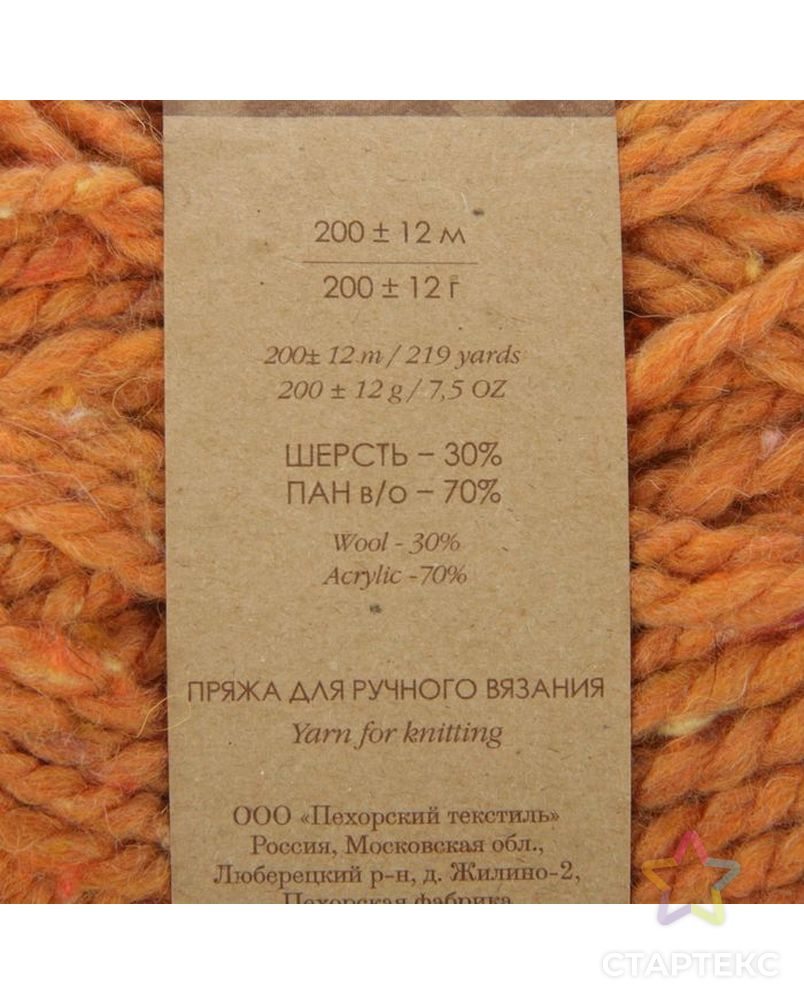 200 ± 12 м
200 ± 12 г
200± 12 m / 219 yards
200 ± 12 g / 7,5 OZ
ШЕРСТЬ – 30%
ПАН в/о – 70%
Wool - 30%
Acrylic -70%
ПРЯЖА ДЛЯ РУЧНОГО ВЯЗАНИЯ
Yarn for knitting
ООО «Пехорский текстиль»
Россия, Московская обл.,
Люберецкий р-н, д. Жилино-2,
Пехорская фабрика
СТАРТЕКС